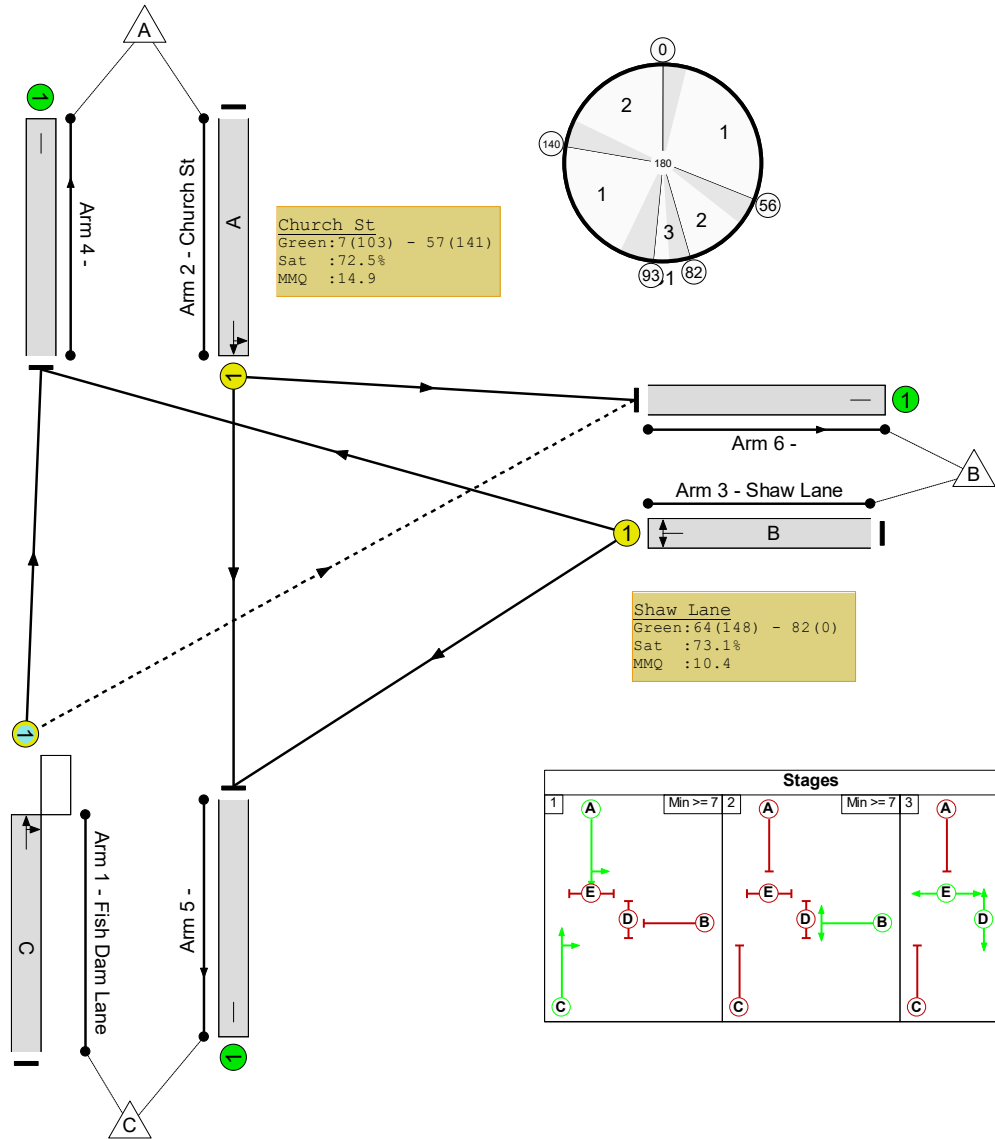 A
0
1
2
1
2
140
1
180
1
56
2
3
93
1
82
Arm 4 -
Arm 2 - Church St
A
Church St
Green:7(103) - 57(141)
Sat :72.5%
MMQ :14.9
1
1
Arm 6 -
B
Arm 3 - Shaw Lane
1
B
Shaw Lane
Green:64(148) - 82(0)
Sat :73.1%
MMQ :10.4
1
Stages
1
Min >= 7
2
Min >= 7
3
A
A
A
E
E
E
D
B
D
B
D
C
C
C
C
Arm 1 - Fish Dam Lane
Arm 5 -
1
C